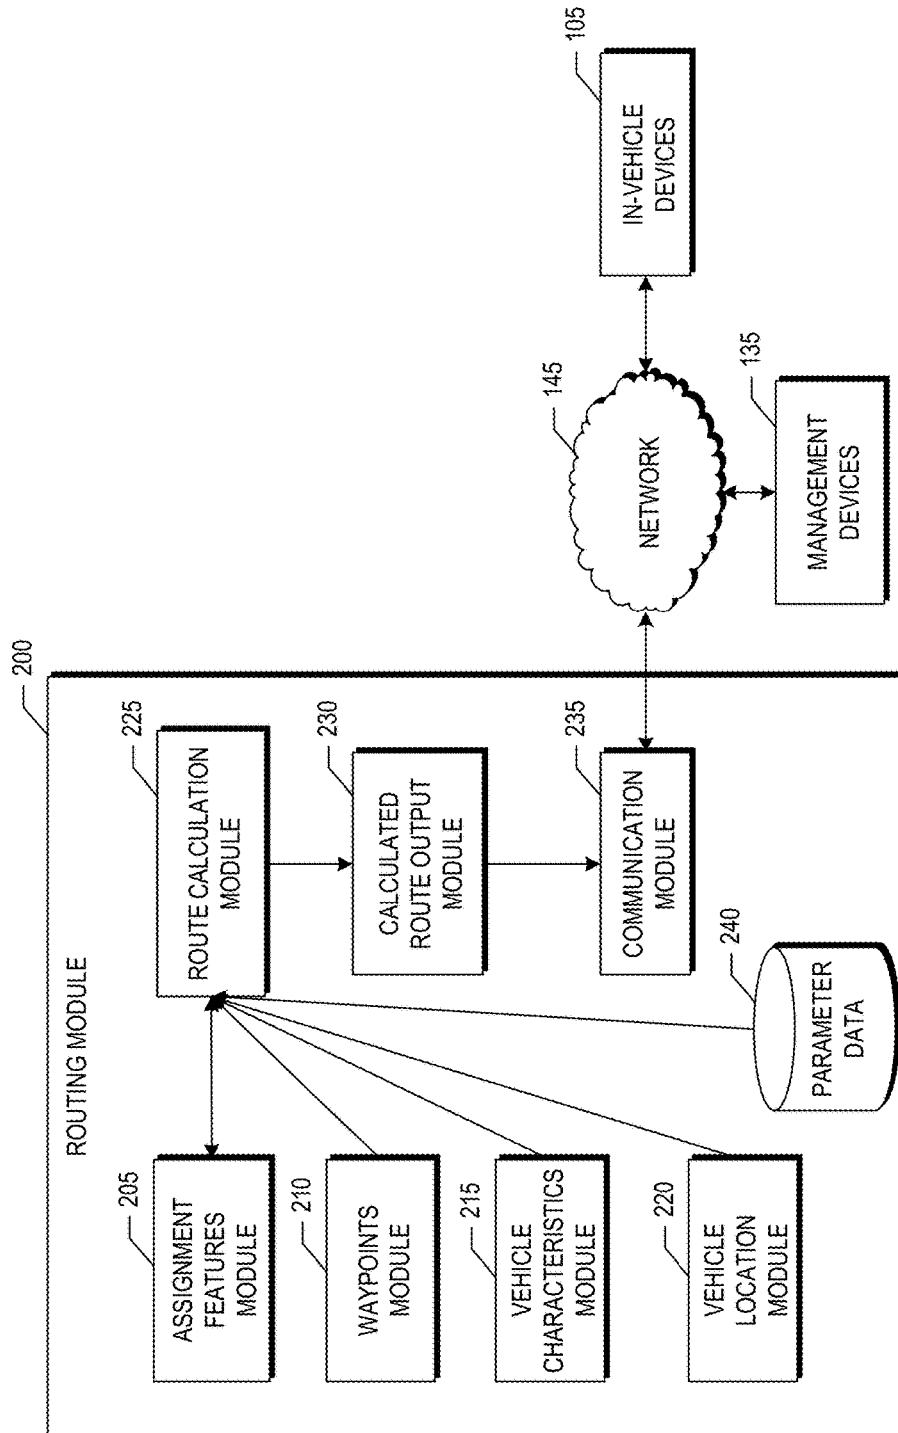 ROUTING MODULE
200
205
ASSIGNMENT
FEATURES
MODULE
210
WAYPOINTS
MODULE
215
VEHICLE
CHARACTERISTICS
MODULE
220
VEHICLE
LOCATION
MODULE
225
ROUTE CALCULATION
MODULE
230
CALCULATED
ROUTE OUTPUT
MODULE
235
COMMUNICATION
MODULE
240
PARAMETER
DATA
145
NETWORK
105
IN-VEHICLE
DEVICES
135
MANAGEMENT
DEVICES